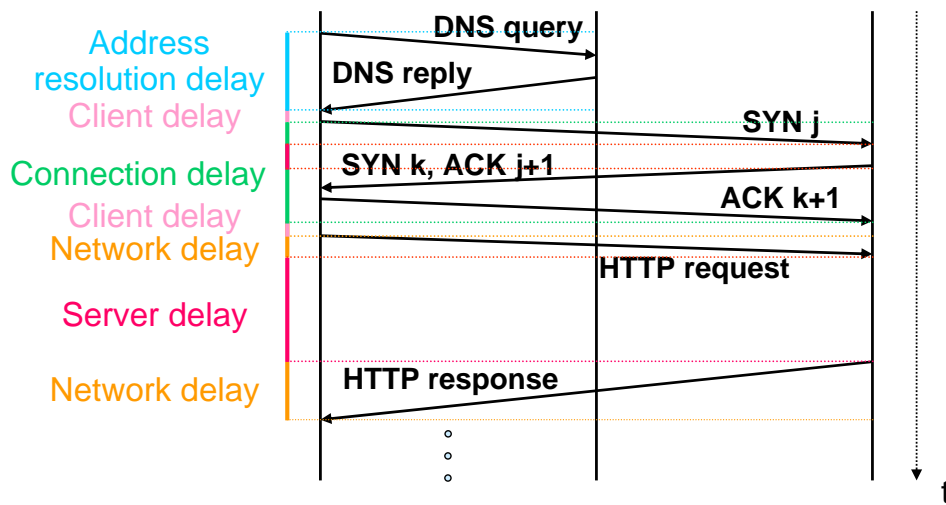 DNS query
Address
resolution delay
DNS reply
Client delay
SYN j
SYN k, ACK j+1
Connection delay
ACK k+1
Client delay
Network delay
HTTP request
Server delay
HTTP response
Network delay
t